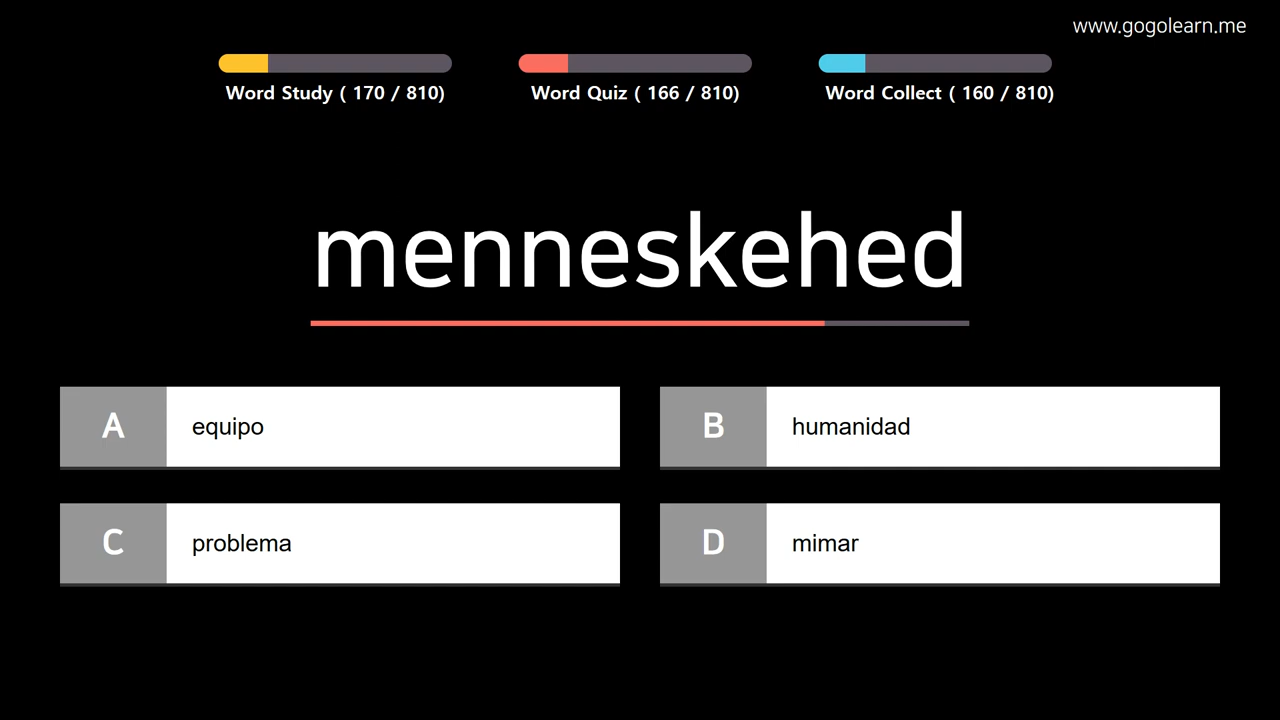 www.gogolearn.me
Word Study ( 170 / 810)
Word Quiz ( 166 / 810)
Word Collect ( 160 / 810)
menneskehed
A equipo
B humanidad
C problema
D mimar